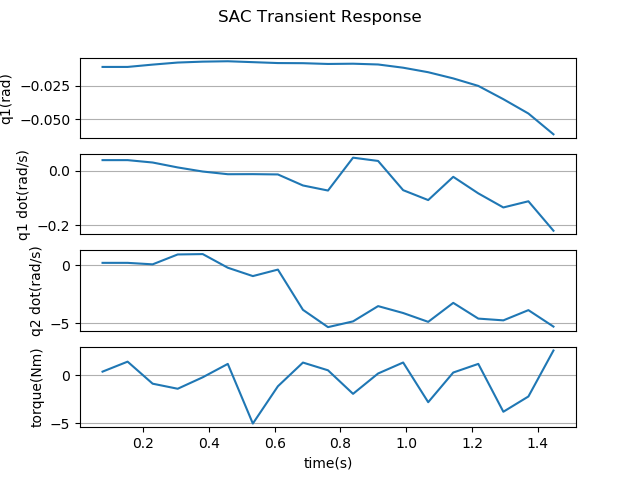 SAC Transient Response
q1(rad)
−0.025
−0.050
q1 dot(rad/s)
0.0
−0.2
q2 dot(rad/s)
0
−5
torque(Nm)
0
−5
0.2 0.4 0.6 0.8 1.0 1.2 1.4
time(s)